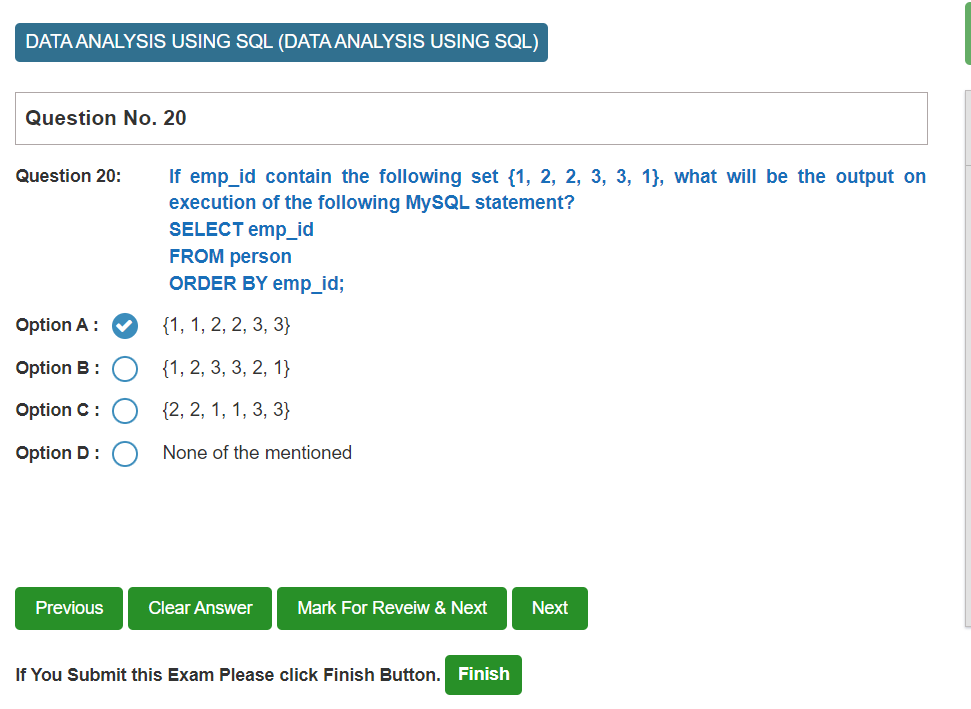 DATA ANALYSIS USING SQL (DATA ANALYSIS USING SQL)
Question No. 20
Question 20: If emp_id contain the following set {1, 2, 2, 3, 3, 1}, what will be the output on
execution of the following MySQL statement?
SELECT emp_id
FROM person
ORDER BY emp_id;
Option A : {1, 1, 2, 2, 3, 3}
Option B : {1, 2, 3, 3, 2, 1}
Option C : {2, 2, 1, 1, 3, 3}
Option D : None of the mentioned
Previous Clear Answer Mark For Reveiw & Next Next
If You Submit this Exam Please click Finish Button. Finish